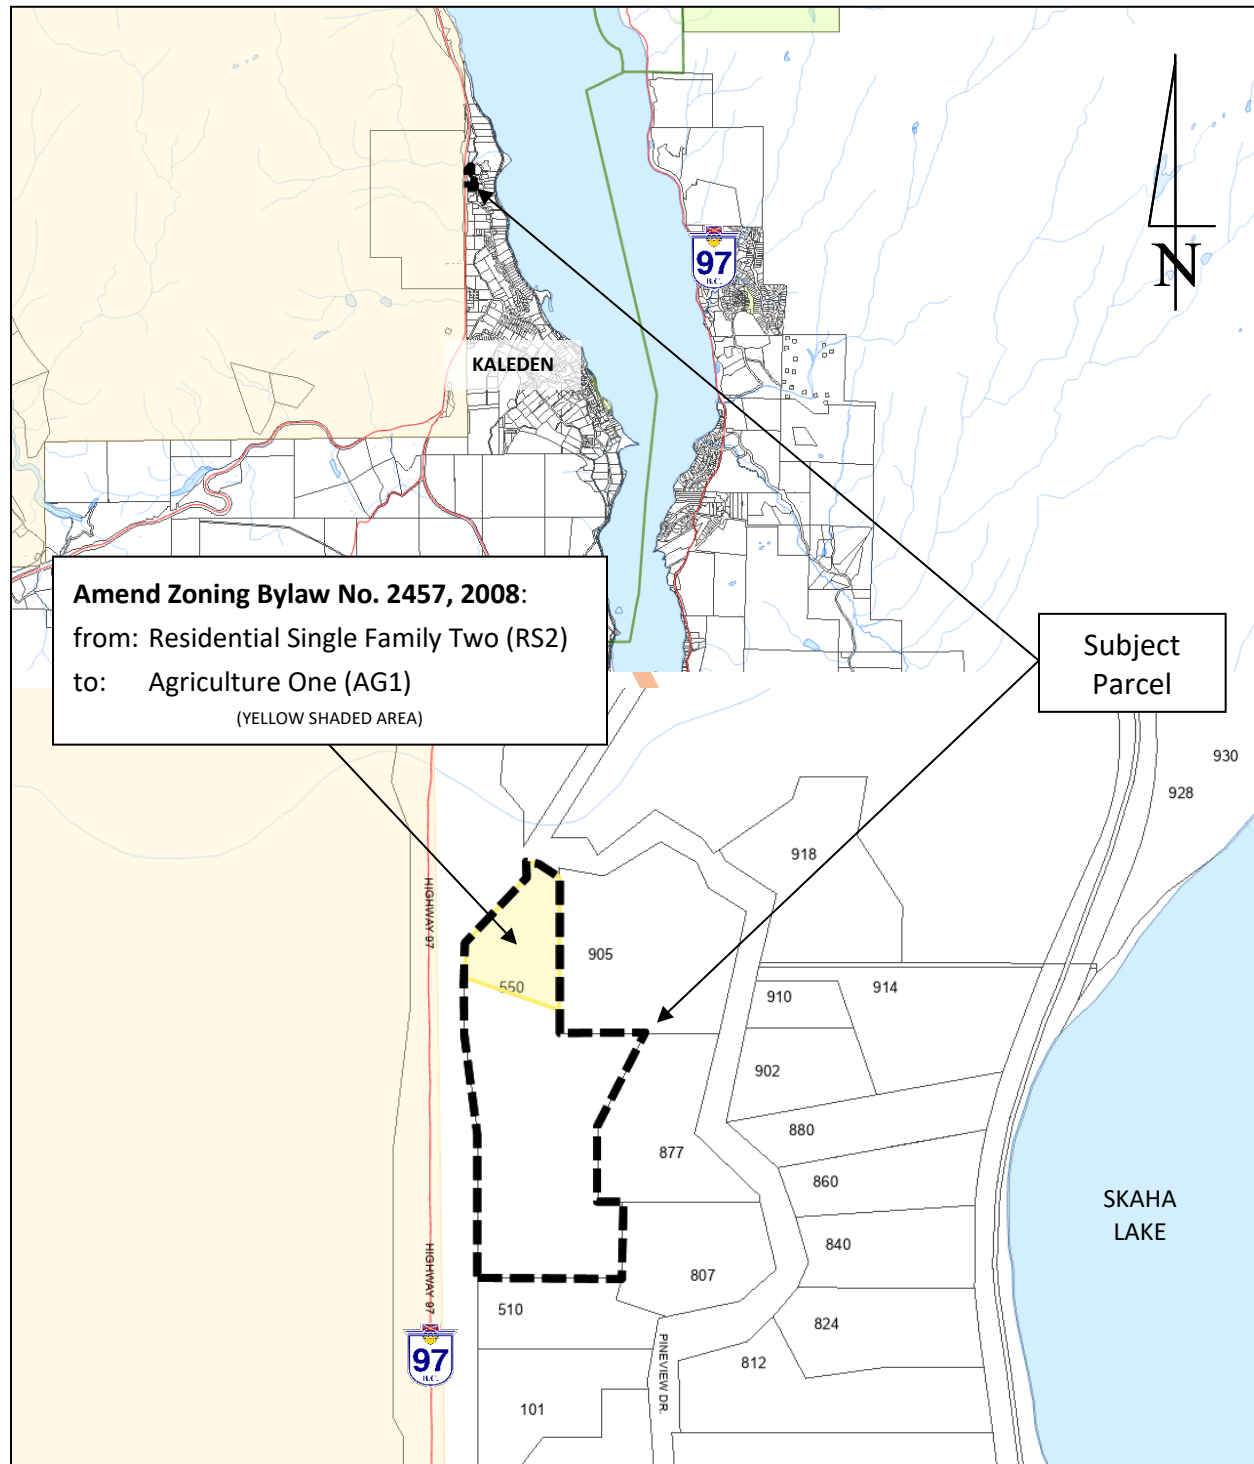 97
B.C.
N
KALEDEN
Amend Zoning Bylaw No. 2457, 2008:
from: Residential Single Family Two (RS2)
to: Agriculture One (AG1)
(YELLOW SHADED AREA)
Subject
Parcel
930
928
918
HIGHWAY 97
905
550
910
914
902
880
877
860
SKAHA
LAKE
840
HIGHWAY 97
807
510
824
97
B.C.
PINEVIEW DR.
812
101